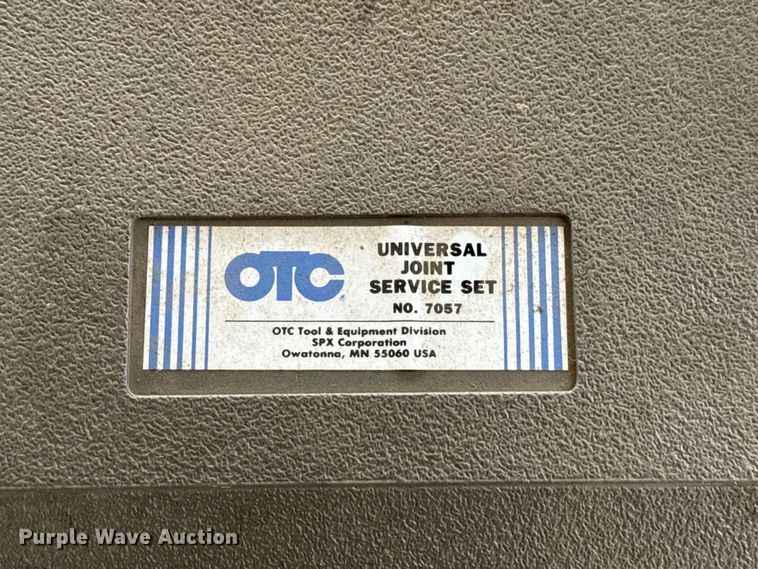 OTC
UNIVERSAL
JOINT
SERVICE SET
NO. 7057
OTC Tool & Equipment Division
SPX Corporation
Owatonna, MN 55060 USA
Purple Wave Auction